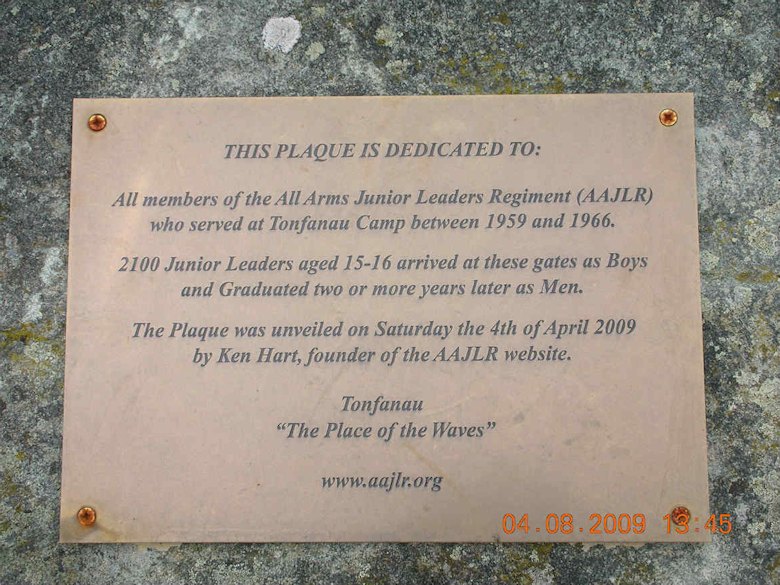 THIS PLAQUE IS DEDICATED TO:
All members of the All Arms Junior Leaders Regiment (AAJLR)
who served at Tonfanau Camp between 1959 and 1966.
2100 Junior Leaders aged 15-16 arrived at these gates as Boys
and Graduated two or more years later as Men.
The Plaque was unveiled on Saturday the 4th of April 2009
by Ken Hart, founder of the AAJLR website.
Tonfanau
“The Place of the Waves”
www.aajlr.org
04.08.2009 13:45